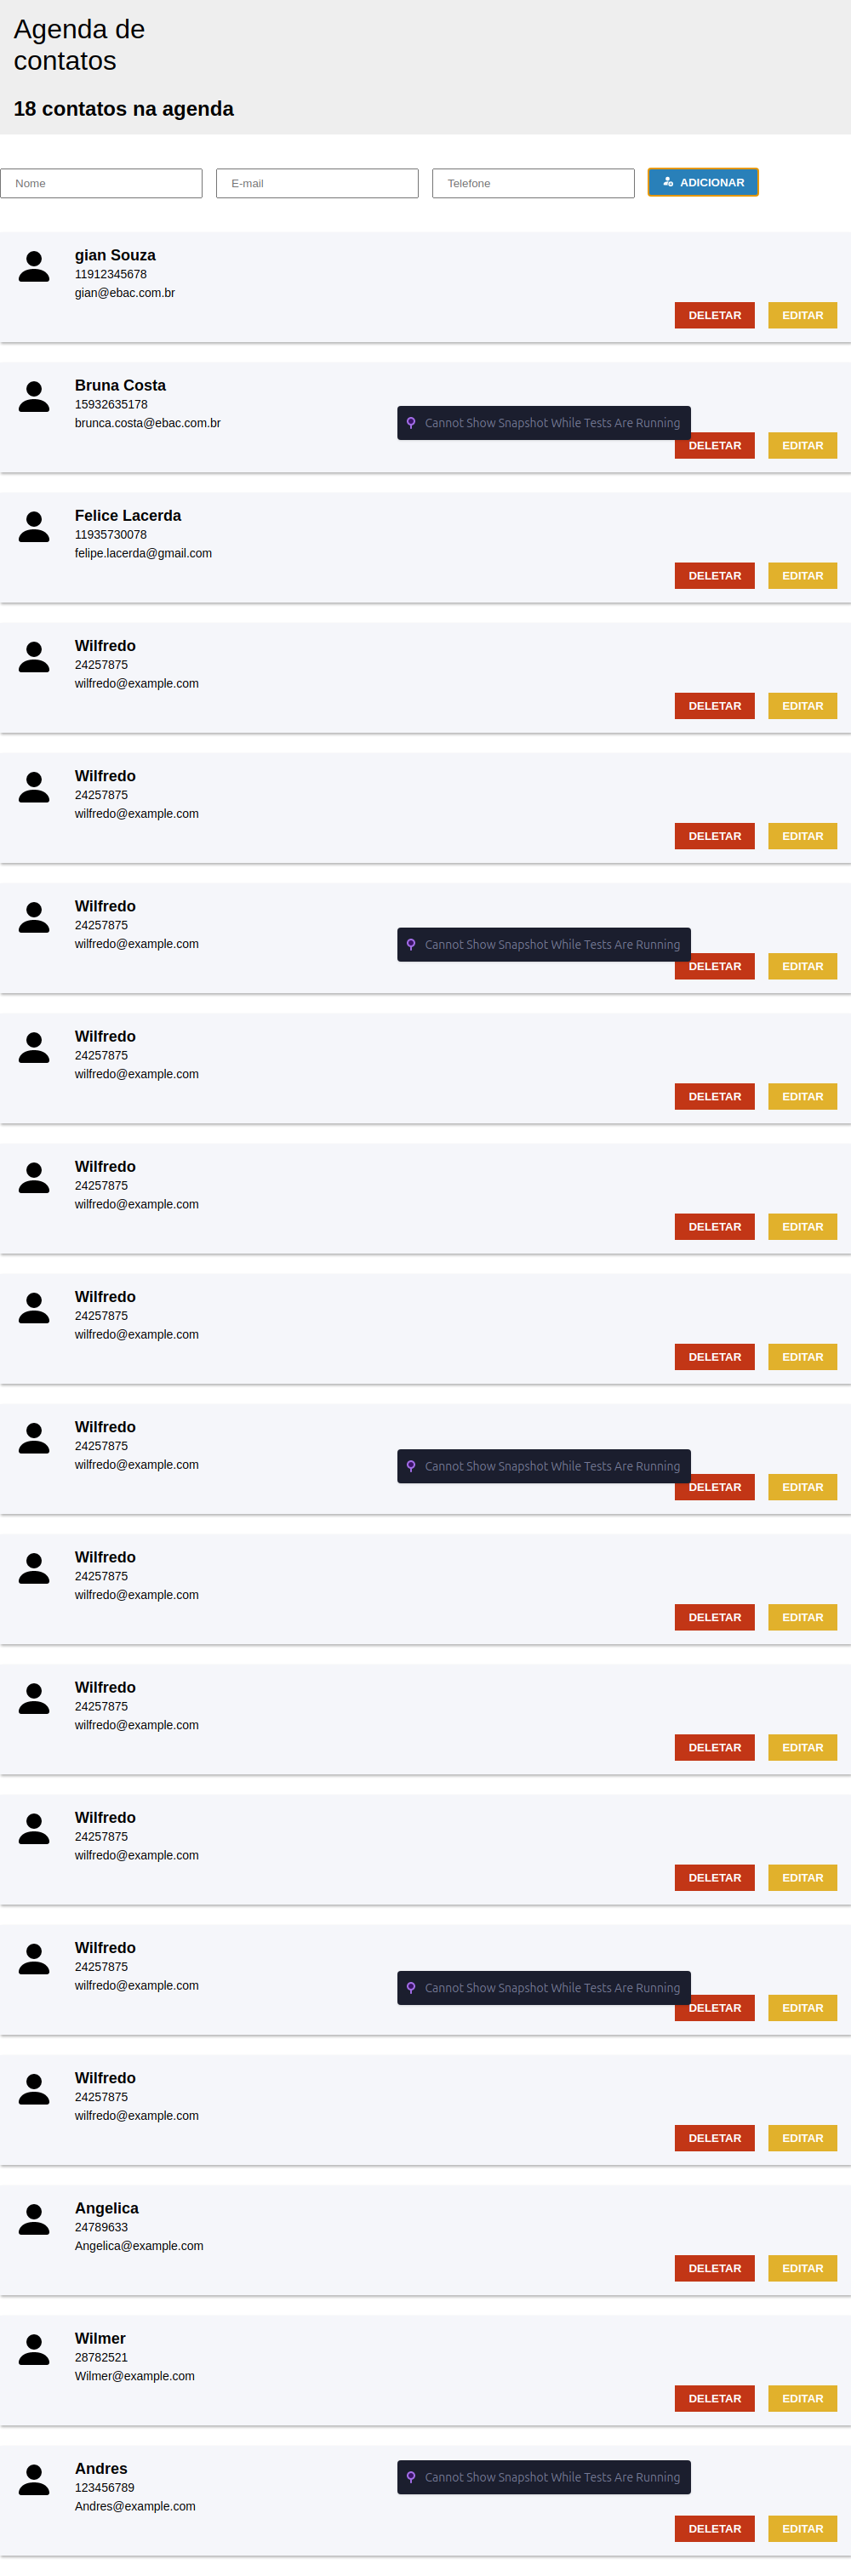 Agenda de
contatos
18 contatos na agenda
Nome
E-mail
Telefone
ADICIONAR
gian Souza
11912345678
gian@ebac.com.br
DELETAR EDITAR
Bruna Costa
15932635178
brunca.costa@ebac.com.br
Cannot Show Snapshot While Tests Are Running
DELETAR EDITAR
Felice Lacerda
11935730078
felipe.lacerda@gmail.com
DELETAR EDITAR
Wilfredo
24257875
wilfredo@example.com
DELETAR EDITAR
Wilfredo
24257875
wilfredo@example.com
DELETAR EDITAR
Wilfredo
24257875
wilfredo@example.com
Cannot Show Snapshot While Tests Are Running
DELETAR EDITAR
Wilfredo
24257875
wilfredo@example.com
DELETAR EDITAR
Wilfredo
24257875
wilfredo@example.com
DELETAR EDITAR
Wilfredo
24257875
wilfredo@example.com
DELETAR EDITAR
Wilfredo
24257875
wilfredo@example.com
Cannot Show Snapshot While Tests Are Running
DELETAR EDITAR
Wilfredo
24257875
wilfredo@example.com
DELETAR EDITAR
Wilfredo
24257875
wilfredo@example.com
DELETAR EDITAR
Wilfredo
24257875
wilfredo@example.com
DELETAR EDITAR
Wilfredo
24257875
wilfredo@example.com
Cannot Show Snapshot While Tests Are Running
DELETAR EDITAR
Wilfredo
24257875
wilfredo@example.com
DELETAR EDITAR
Angelica
24789633
Angelica@example.com
DELETAR EDITAR
Wilmer
28782521
Wilmer@example.com
DELETAR EDITAR
Andres
123456789
Andres@example.com
Cannot Show Snapshot While Tests Are Running
DELETAR EDITAR